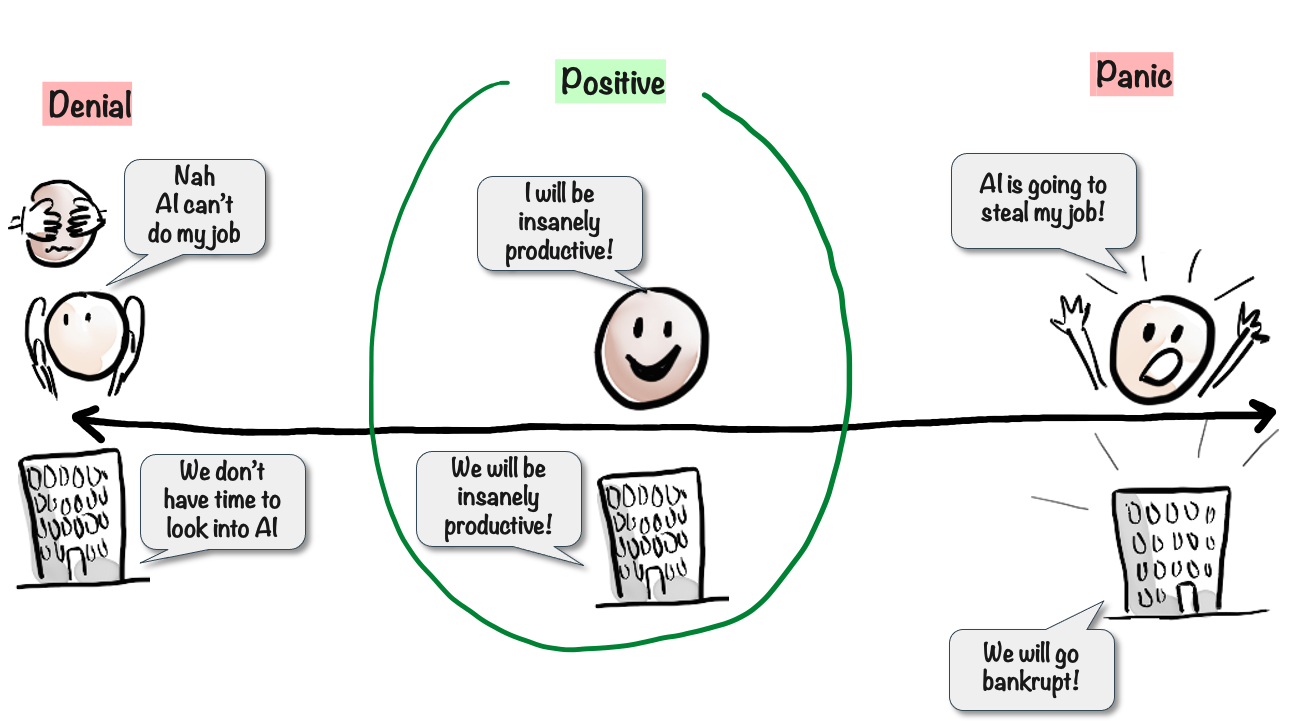 Denial
Positive
Panic
Nah
AI can't
do my job
I will be
insanely
productive!
AI is going to
steal my job!
We don't
have time to
look into AI
We will be
insanely
productive!
We will go
bankrupt!